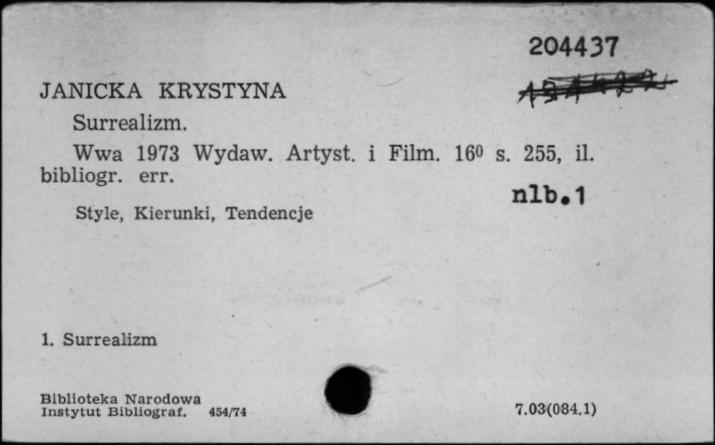 204437
JANICKA KRYSTYNA
Surrealizm.
Wwa 1973 Wydaw. Artyst. i Film. 16⁰ s. 255, il.
bibliogr. err.
nlb.1
Style, Kierunki, Tendencje
1. Surrealizm
Biblioteka Narodowa
Instytut Bibliograf. 454/74
7.03(084.1)